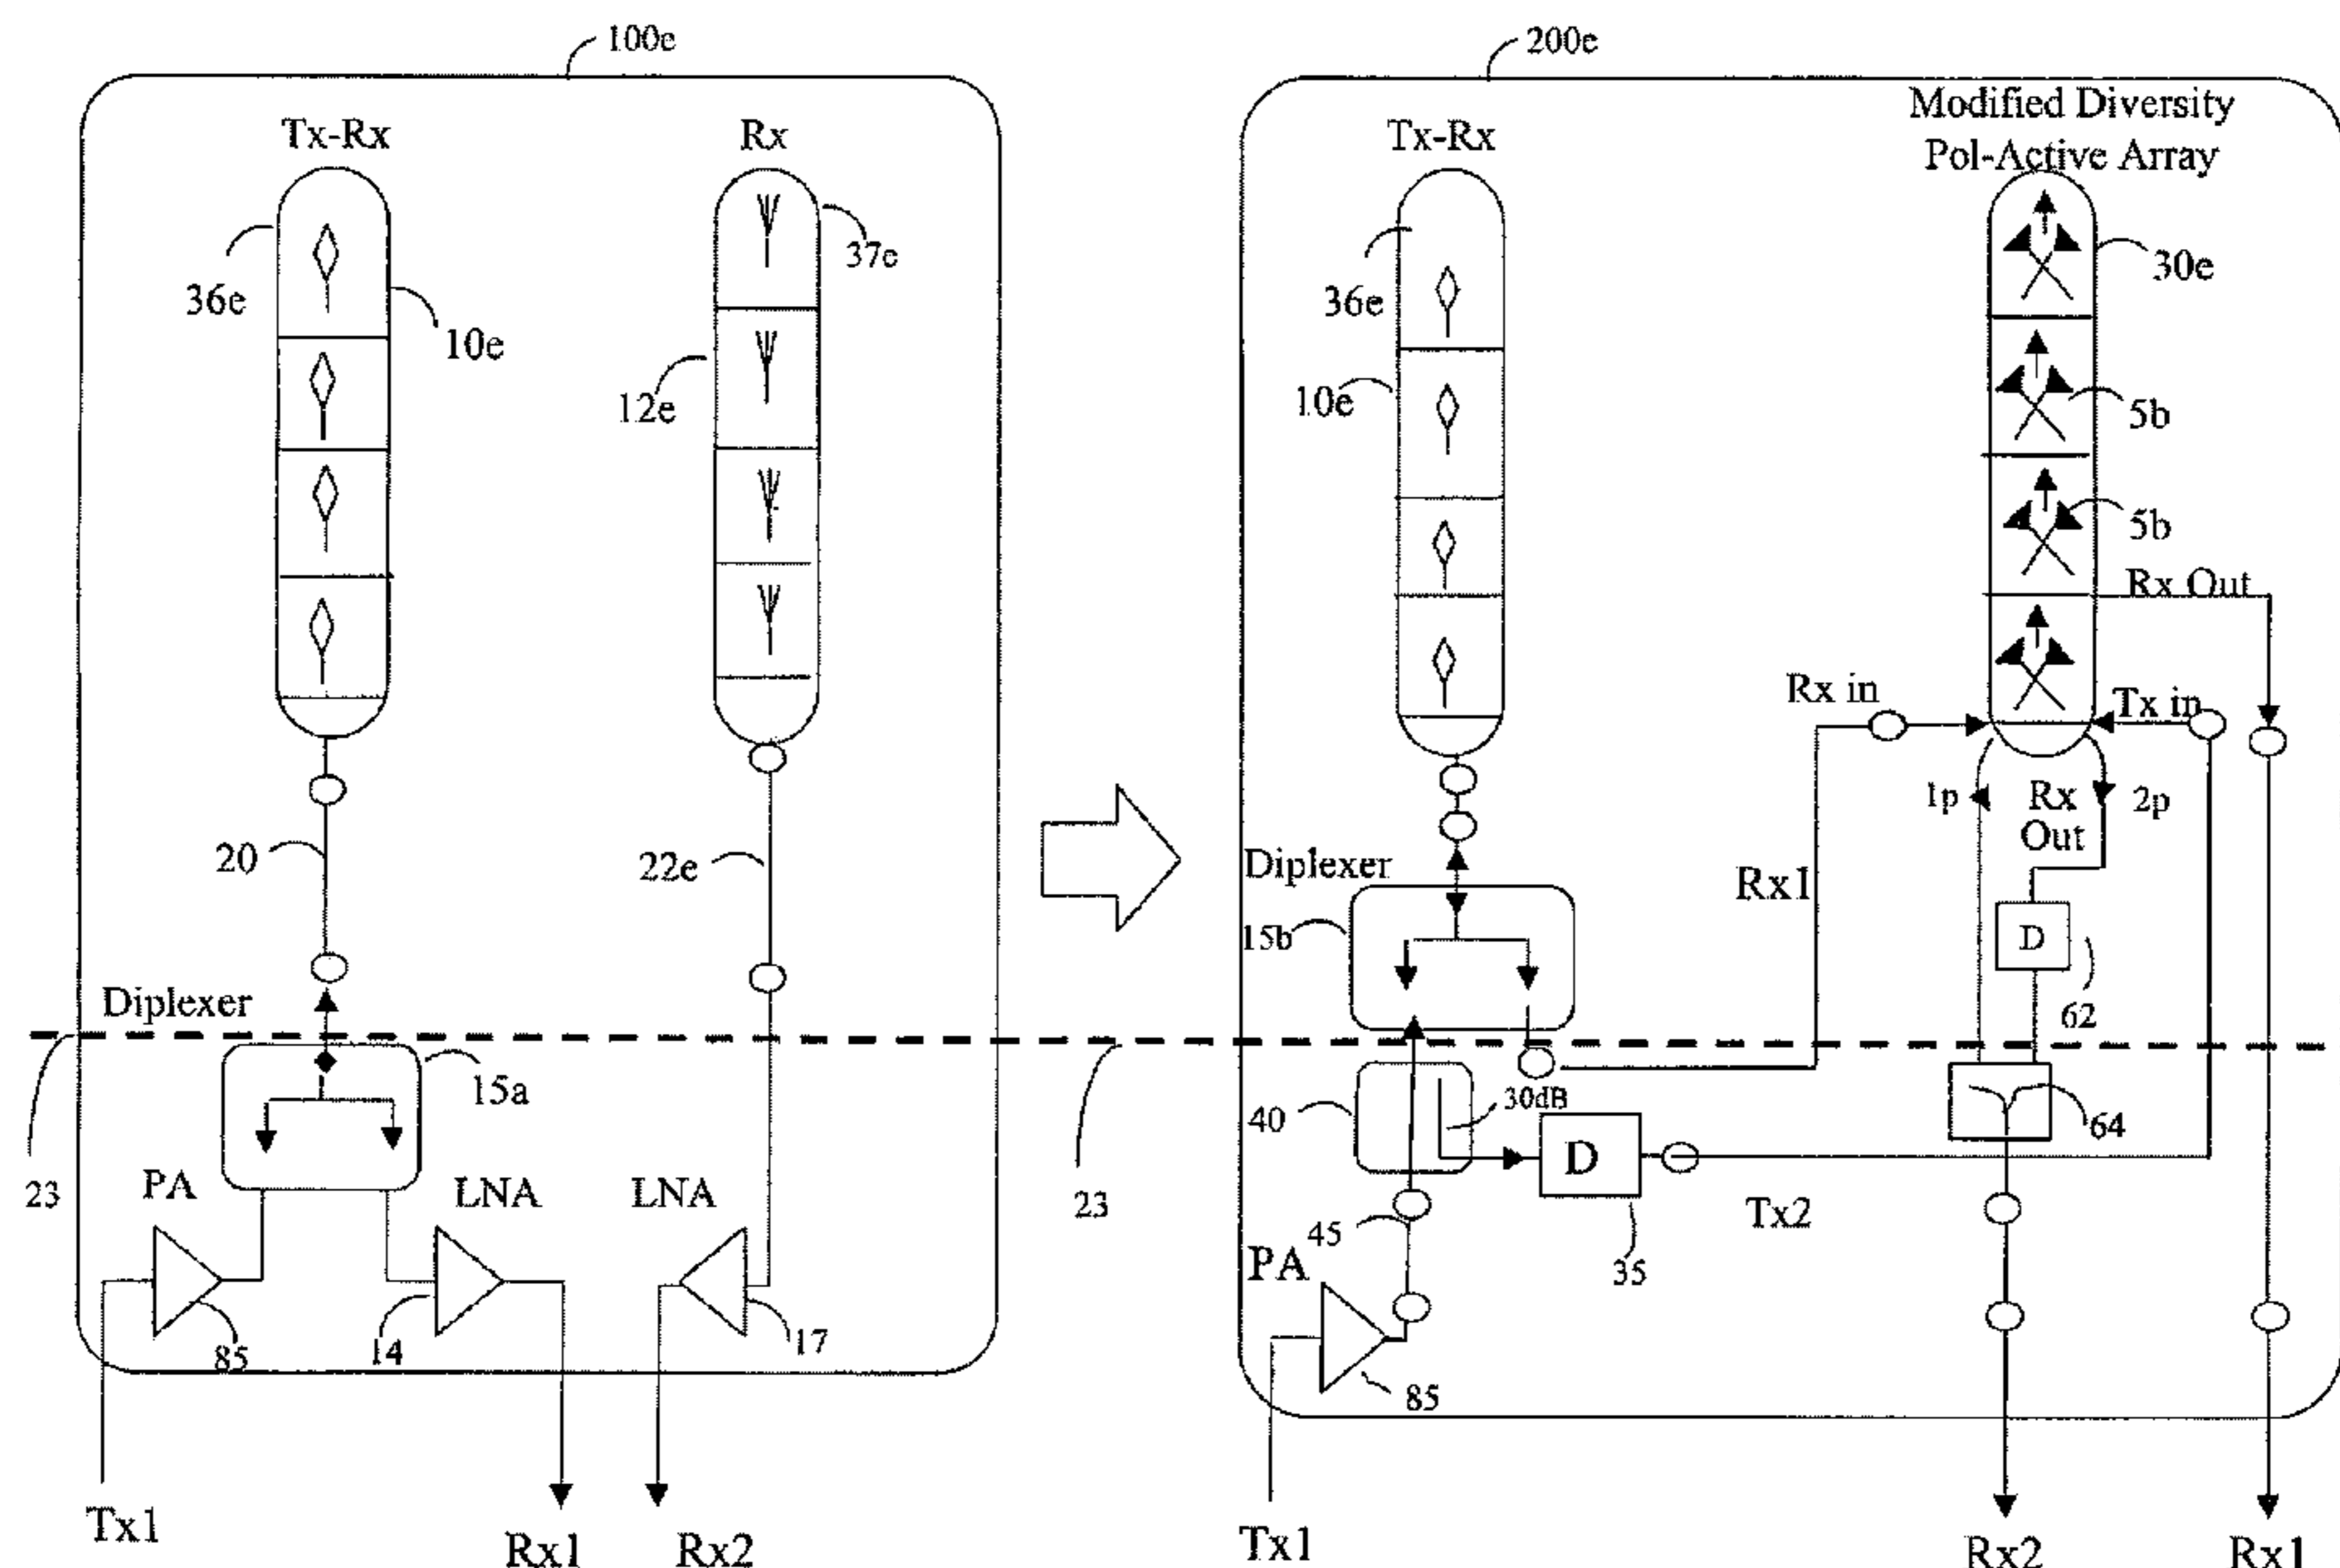 100e
Tx-Rx
Rx
36e
37e
10e
12e
20
22e
Diplexer
15a
23
PA
LNA
LNA
85
14
17
Tx1
Rx1
Rx2
200e
Tx-Rx
Modified Diversity
Pol-Active Array
36e
30e
10e
5b
5b
Rx Out
Rx in
Tx in
1p
Rx
Out
2p
Diplexer
Rx1
15b
D
62
40
30dB
64
D
23
45
Tx2
35
PA
85
Tx1
Rx2
Rx1